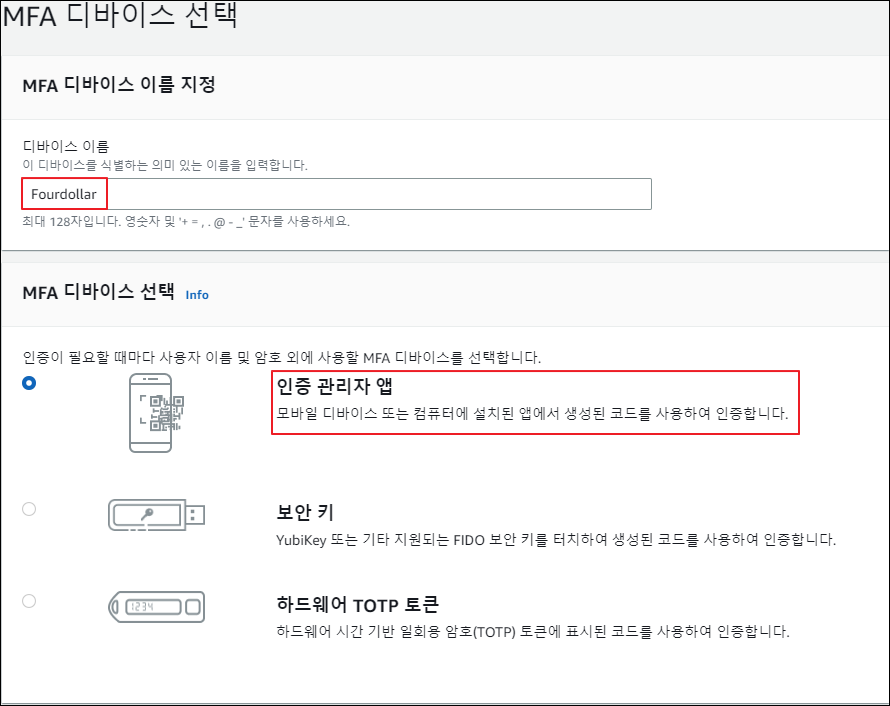 MFA 디바이스 선택
MFA 디바이스 이름 지정
디바이스 이름
이 디바이스를 식별하는 의미 있는 이름을 입력합니다.
Fourdollar
최대 128자입니다. 영숫자 및 '+ = , . @ - _' 문자를 사용하세요.
MFA 디바이스 선택 Info
인증이 필요할 때마다 사용자 이름 및 암호 외에 사용할 MFA 디바이스를 선택합니다.
인증 관리자 앱
모바일 디바이스 또는 컴퓨터에 설치된 앱에서 생성된 코드를 사용하여 인증합니다.
보안 키
YubiKey 또는 기타 지원되는 FIDO 보안 키를 터치하여 생성된 코드를 사용하여 인증합니다.
1234
하드웨어 TOTP 토큰
하드웨어 시간 기반 일회용 암호(TOTP) 토큰에 표시된 코드를 사용하여 인증합니다.